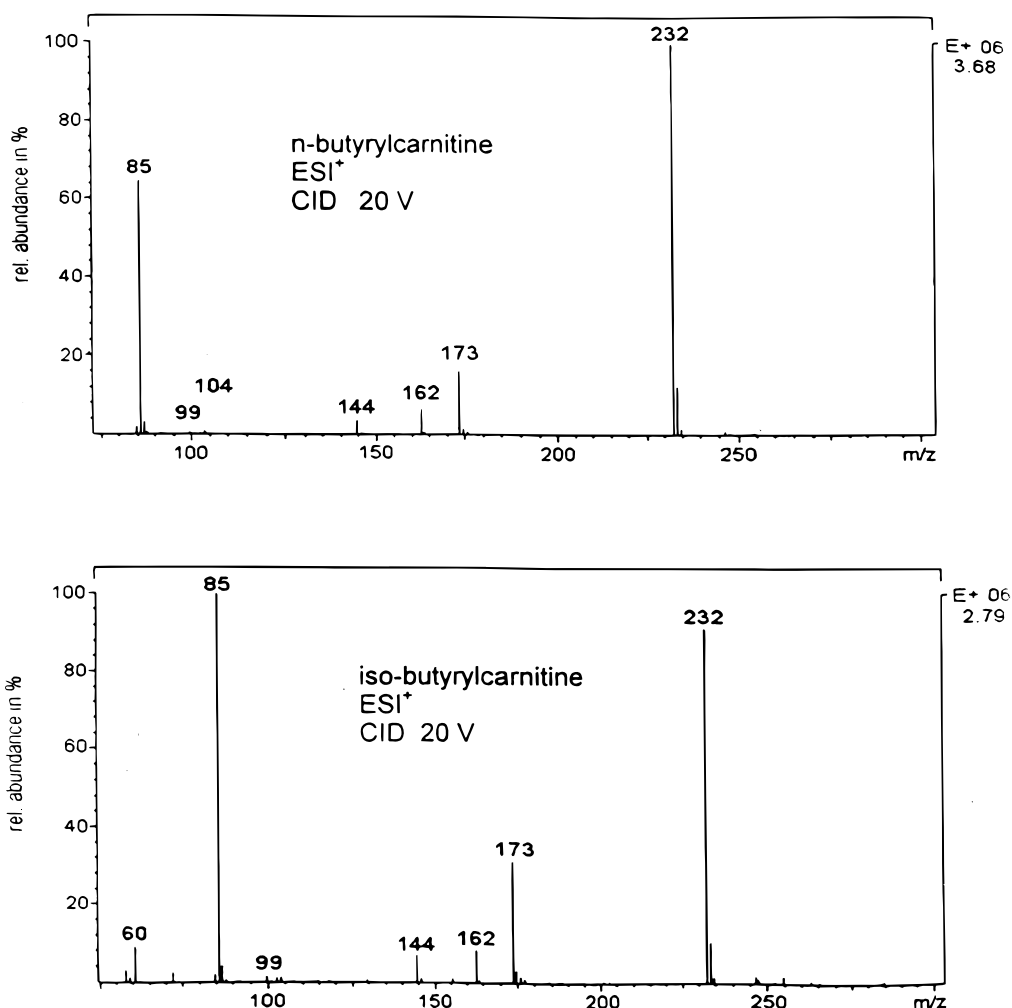 100
232
E+ 06
3.68
80
n-butyrylcarnitine
ESI+
CID 20 V
85
rel. abundance in %
60
40
20
173
162
144
104
99
100
150
200
250
m/z
100
85
E+ 06
2.79
232
80
iso-butyrylcarnitine
ESI+
CID 20 V
rel. abundance in %
60
40
173
20
60
99
144
162
100
150
200
250
m/z